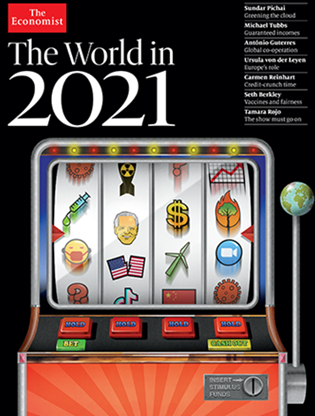 The
Economist
The World in
2021
Sundar Pichai
Greening the cloud
Michael Tubbs
Guaranteed incomes
António Guterres
Global co-operation
Ursula von der Leyen
Europe's role
Carmen Reinhart
Credit-crunch time
Seth Berkley
Vaccines and fairness
Tamara Rojo
The show must go on
$
?
HOLD HOLD HOLD HOLD
BET
CASH OUT
INSERT
STIMULUS
FUNDS